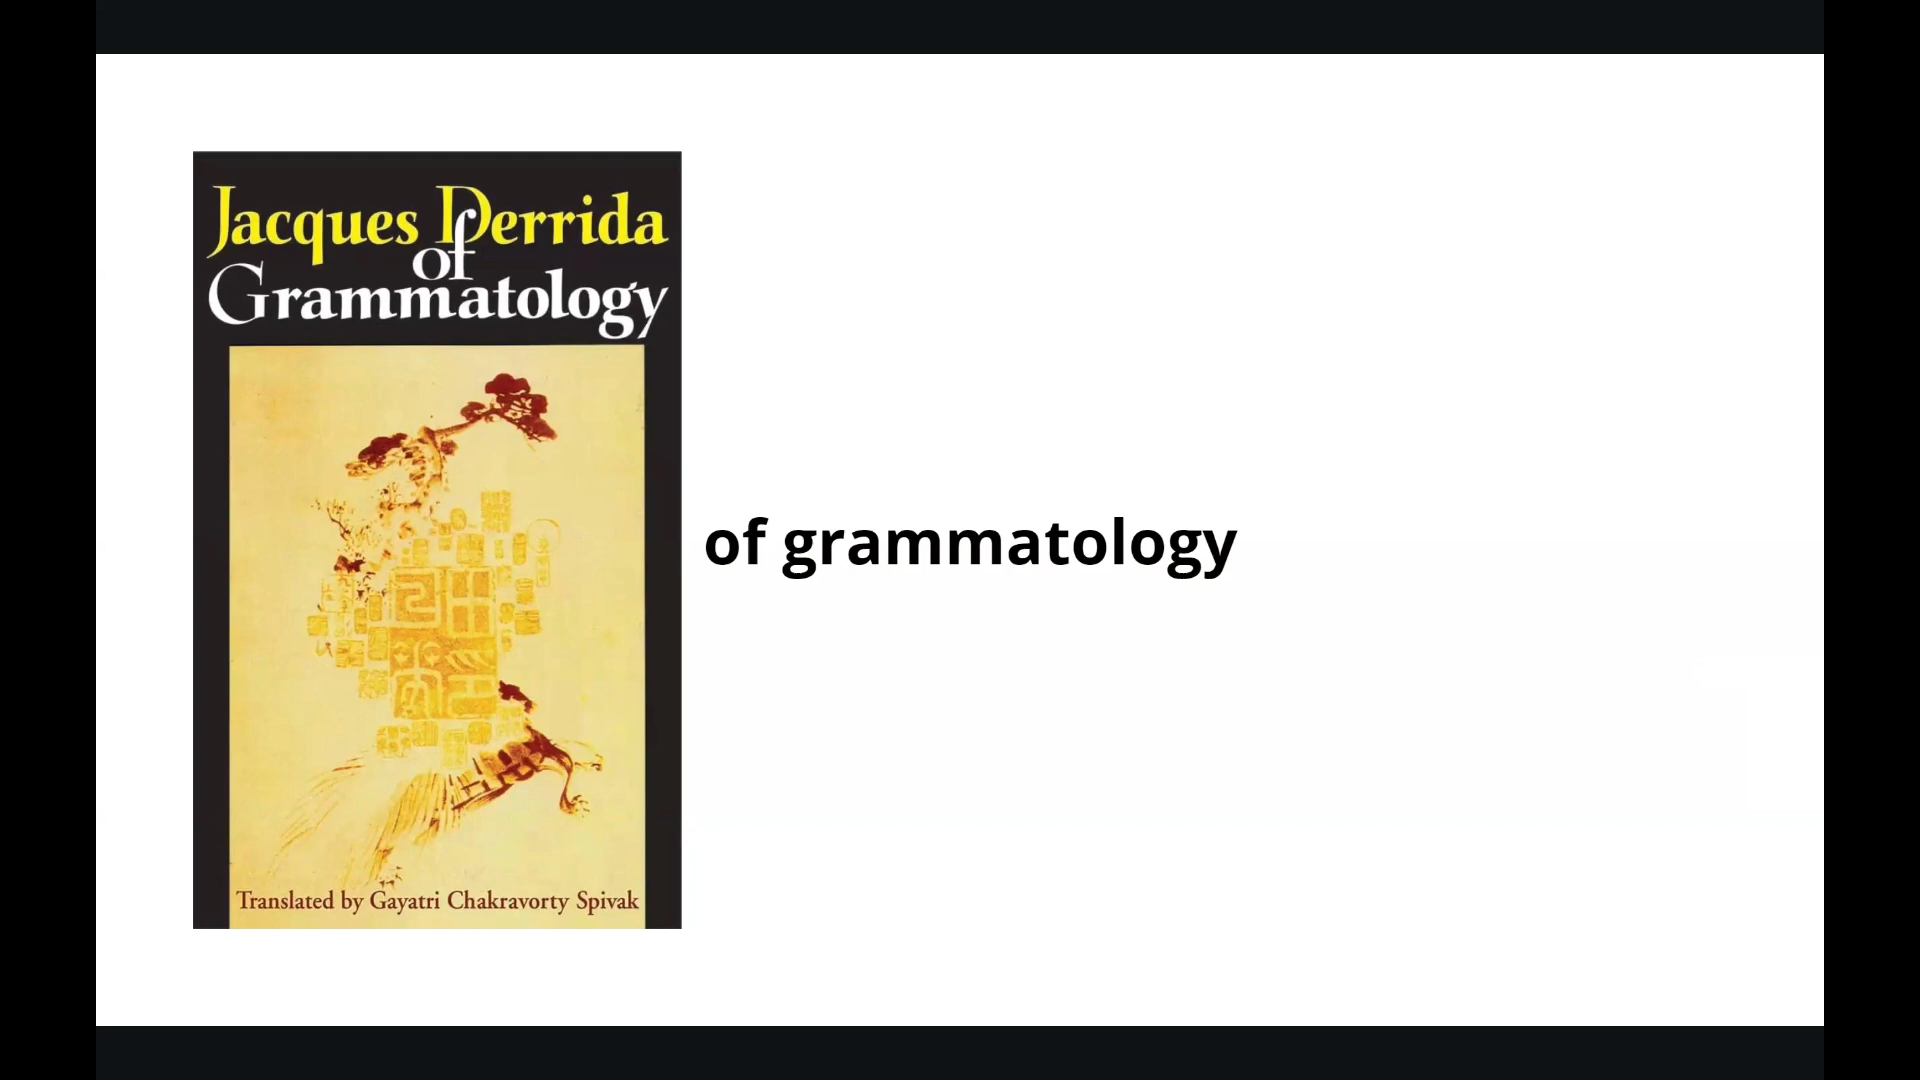 Jacques Derrida
of
Grammatology
Translated by Gayatri Chakravorty Spivak
of grammatology